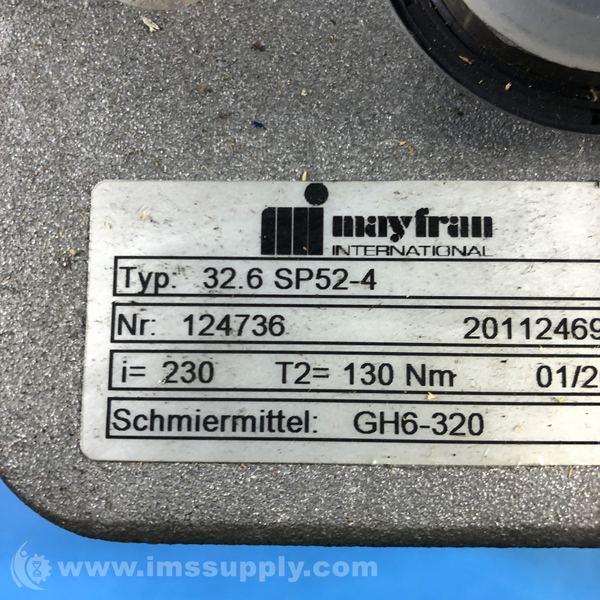 mayfran
INTERNATIONAL
Typ: 32.6 SP52-4
Nr: 124736 20112469
i= 230 T2= 130 Nm 01/2
Schmiermittel: GH6-320
www.imssupply.com